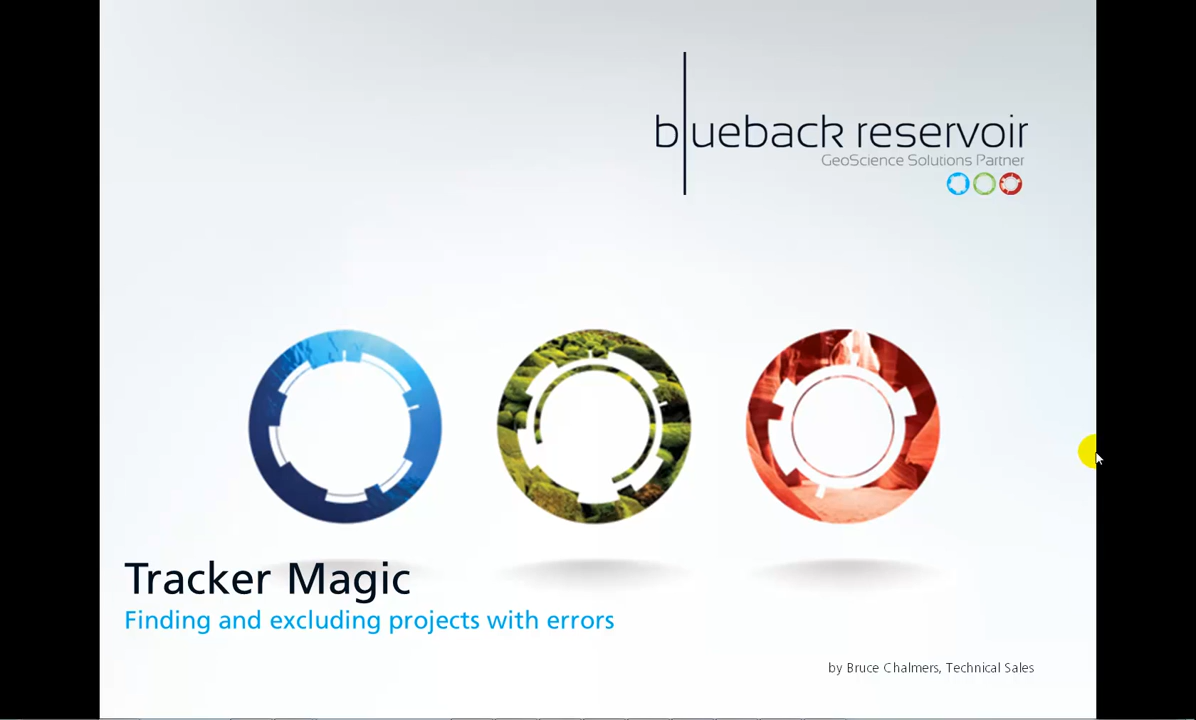 blueback reservoir
GeoScience Solutions Partner
Tracker Magic
Finding and excluding projects with errors
by Bruce Chalmers, Technical Sales